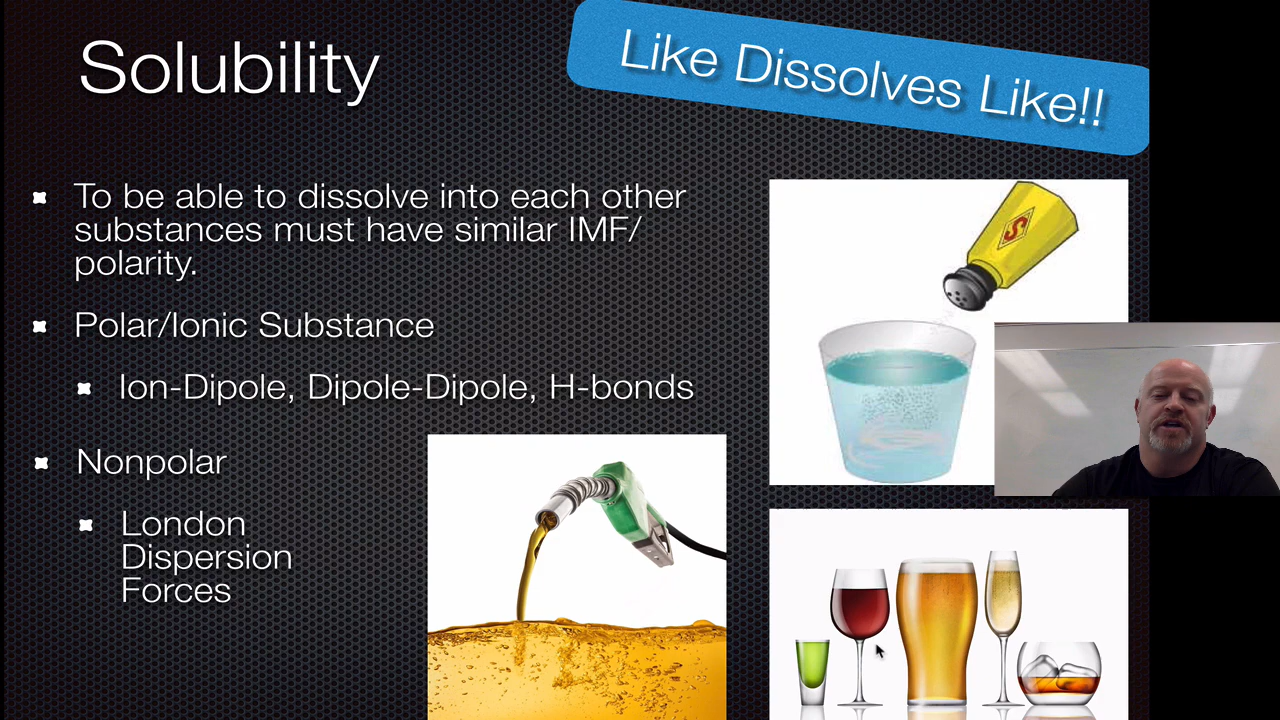 Solubility
Like Dissolves Like!!
To be able to dissolve into each other
substances must have similar IMF/
polarity.
Polar/Ionic Substance
Ion-Dipole, Dipole-Dipole, H-bonds
Nonpolar
London
Dispersion
Forces
S